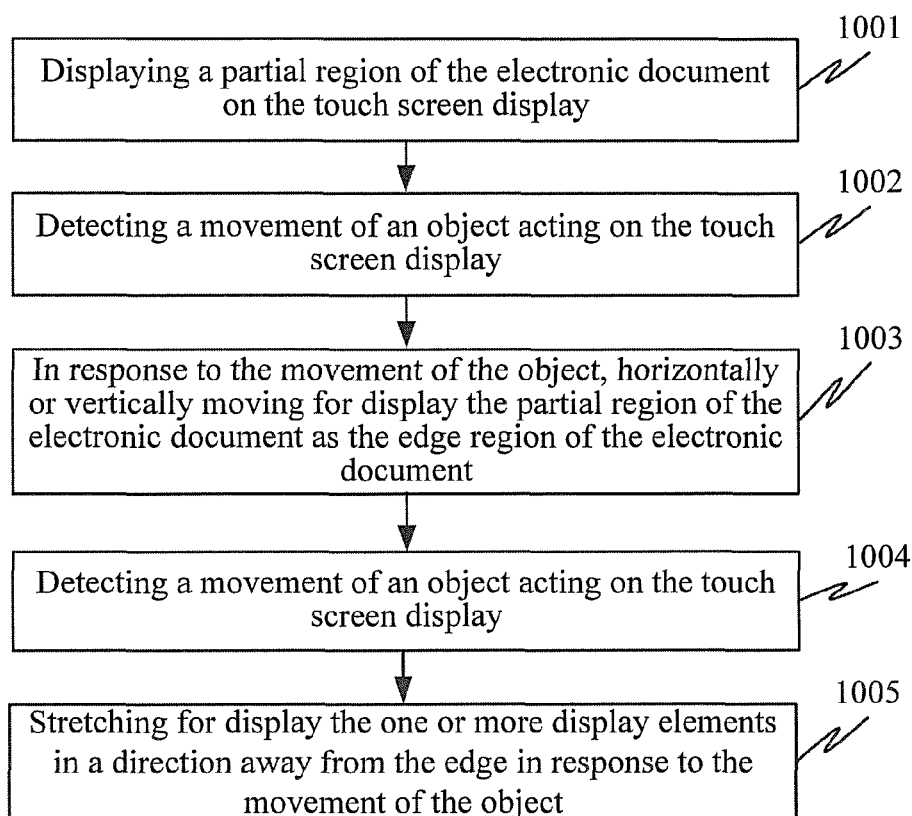 1001
Displaying a partial region of the electronic document
on the touch screen display
1002
Detecting a movement of an object acting on the touch
screen display
1003
In response to the movement of the object, horizontally
or vertically moving for display the partial region of the
electronic document as the edge region of the electronic
document
1004
Detecting a movement of an object acting on the touch
screen display
1005
Stretching for display the one or more display elements
in a direction away from the edge in response to the
movement of the object